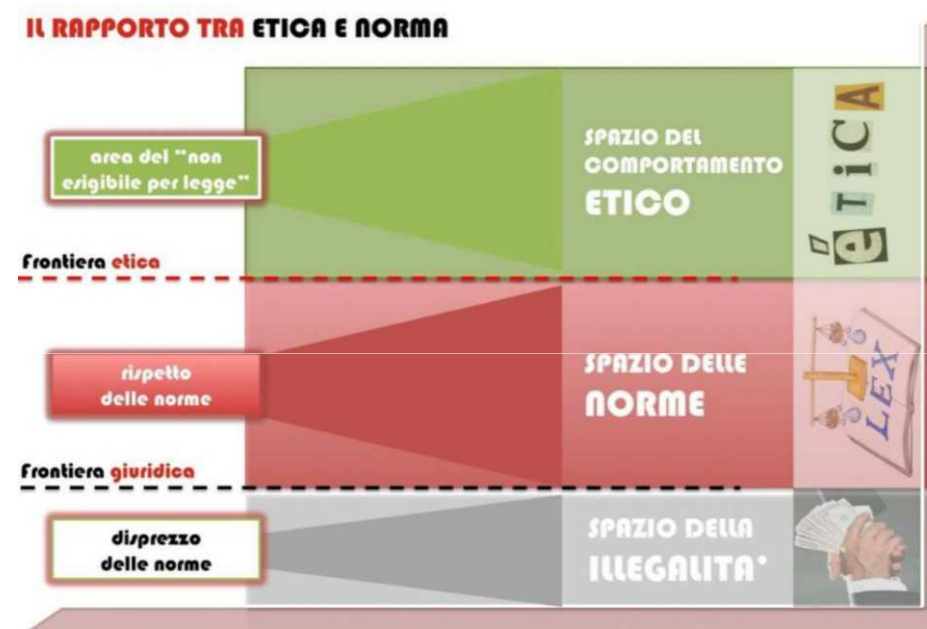 IL RAPPORTO TRA ETICA E NORMA
area del "non
esigibile per legge"
SPAZIO DEL
COMPORTAMENTO
ETICO
éTiCA
Frontiera etica
rispetto
delle norme
SPAZIO DELLE
NORME
LEX
Frontiera giuridica
disprezzo
delle norme
SPAZIO DELLA
ILLEGALITA'